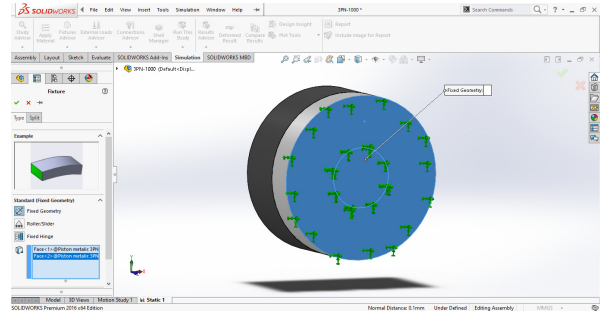 SOLIDWORKS
File Edit View Insert Tools Simulation Window Help
3PN-1000 *
Search Commands
Study Advisor
Apply Material
Fixtures Advisor
External Loads Advisor
Connections Advisor
Shell Manager
Run This Study
Results Advisor
Deformed Result
Compare Results
Design Insight
Plot Tools
Report
Include Image for Report
Assembly Layout Sketch Evaluate SOLIDWORKS Add-Ins Simulation SOLIDWORKS MBD
3PN-1000 (Default<Displ...
Fixture
Type Split
Example
Fixed Geometry:
Standard (Fixed Geometry)
Fixed Geometry
Roller/Slider
Fixed Hinge
Face<1>@Piston metalic 3PN
Face<2>@Piston metalic 3PN
Model 3D Views Motion Study 1 Static 1
SOLIDWORKS Premium 2016 x64 Edition
Normal Distance: 0.1mm Under Defined Editing Assembly MMGS